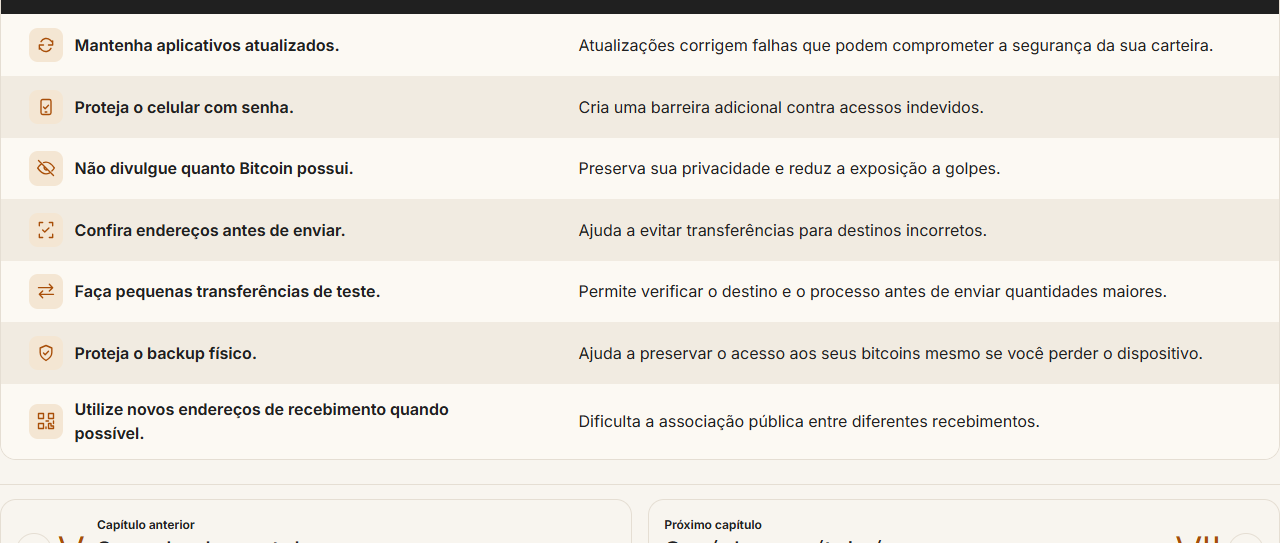 Mantenha aplicativos atualizados.
Atualizações corrigem falhas que podem comprometer a segurança da sua carteira.
Proteja o celular com senha.
Cria uma barreira adicional contra acessos indevidos.
Não divulgue quanto Bitcoin possui.
Preserva sua privacidade e reduz a exposição a golpes.
Confira endereços antes de enviar.
Ajuda a evitar transferências para destinos incorretos.
Faça pequenas transferências de teste.
Permite verificar o destino e o processo antes de enviar quantidades maiores.
Proteja o backup físico.
Ajuda a preservar o acesso aos seus bitcoins mesmo se você perder o dispositivo.
Utilize novos endereços de recebimento quando
possível.
Dificulta a associação pública entre diferentes recebimentos.
Capítulo anterior
Próximo capítulo